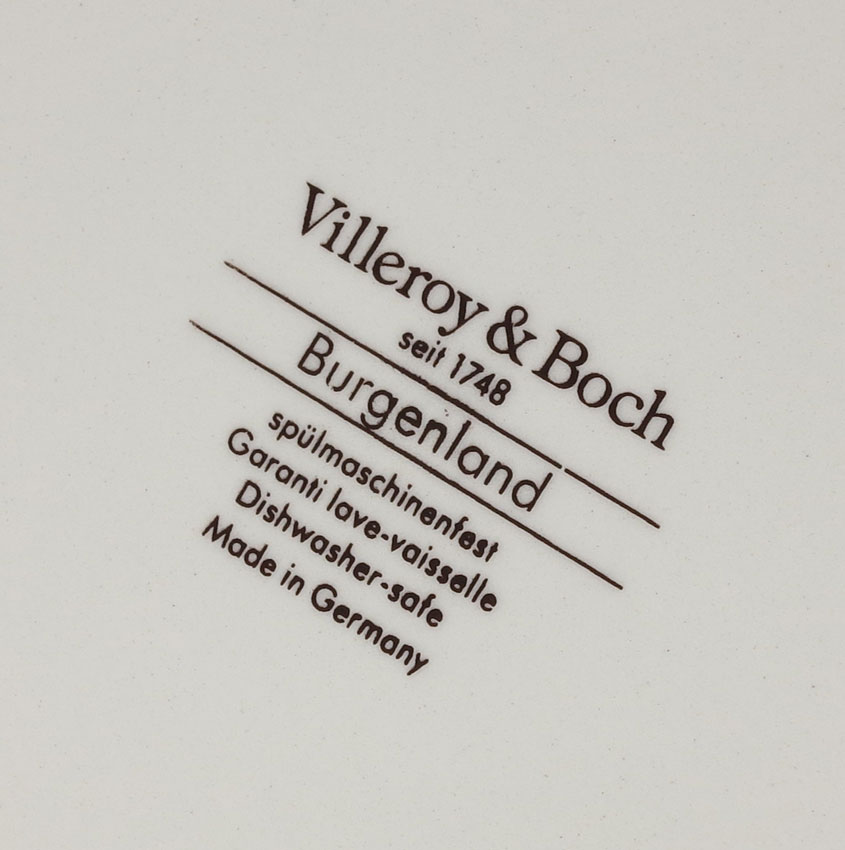 Villeroy & Boch
seit 1748
Burgenland
spülmaschinenfest
Garanti lave-vaisselle
Dishwasher-safe
Made in Germany